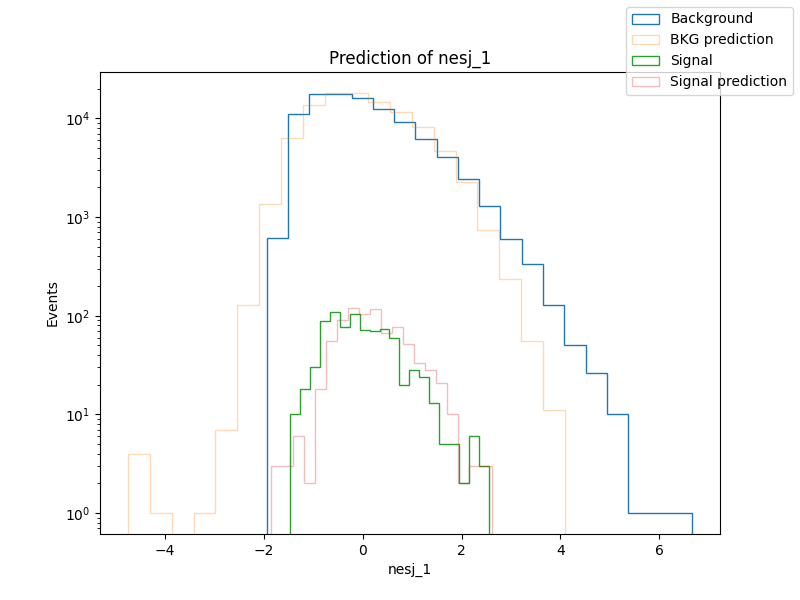 Prediction of nesj_1
Background
BKG prediction
Signal
Signal prediction
Events
10^4
10^3
10^2
10^1
10^0
−4
−2
0
2
4
6
nesj_1